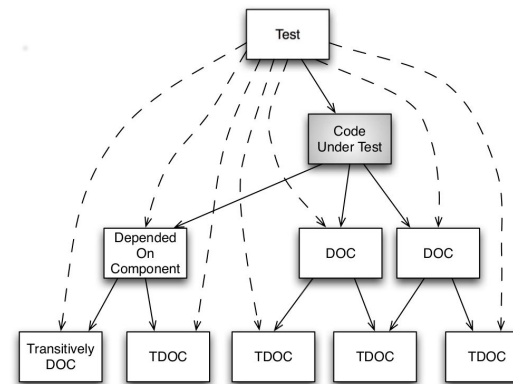 Test
Code
Under Test
Depended
On
Component
DOC
DOC
Transitively
DOC
TDOC
TDOC
TDOC
TDOC